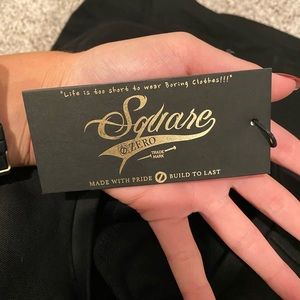 "Life is too short to wear Boring Clothes!!!"
Square
ZERO
TRADE
MARK
MADE WITH PRIDE BUILD TO LAST